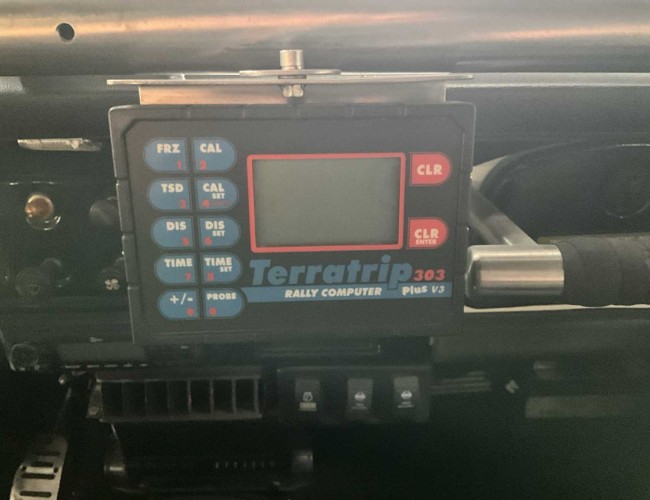 FRZ 1
CAL 2
TSD 3
CAL SET 4
DIS 5
DIS SET 6
TIME 7
TIME SET 8
+/- 9
PROBE
CLR
CLR ENTER
Terratrip 303
RALLY COMPUTER Plus V3